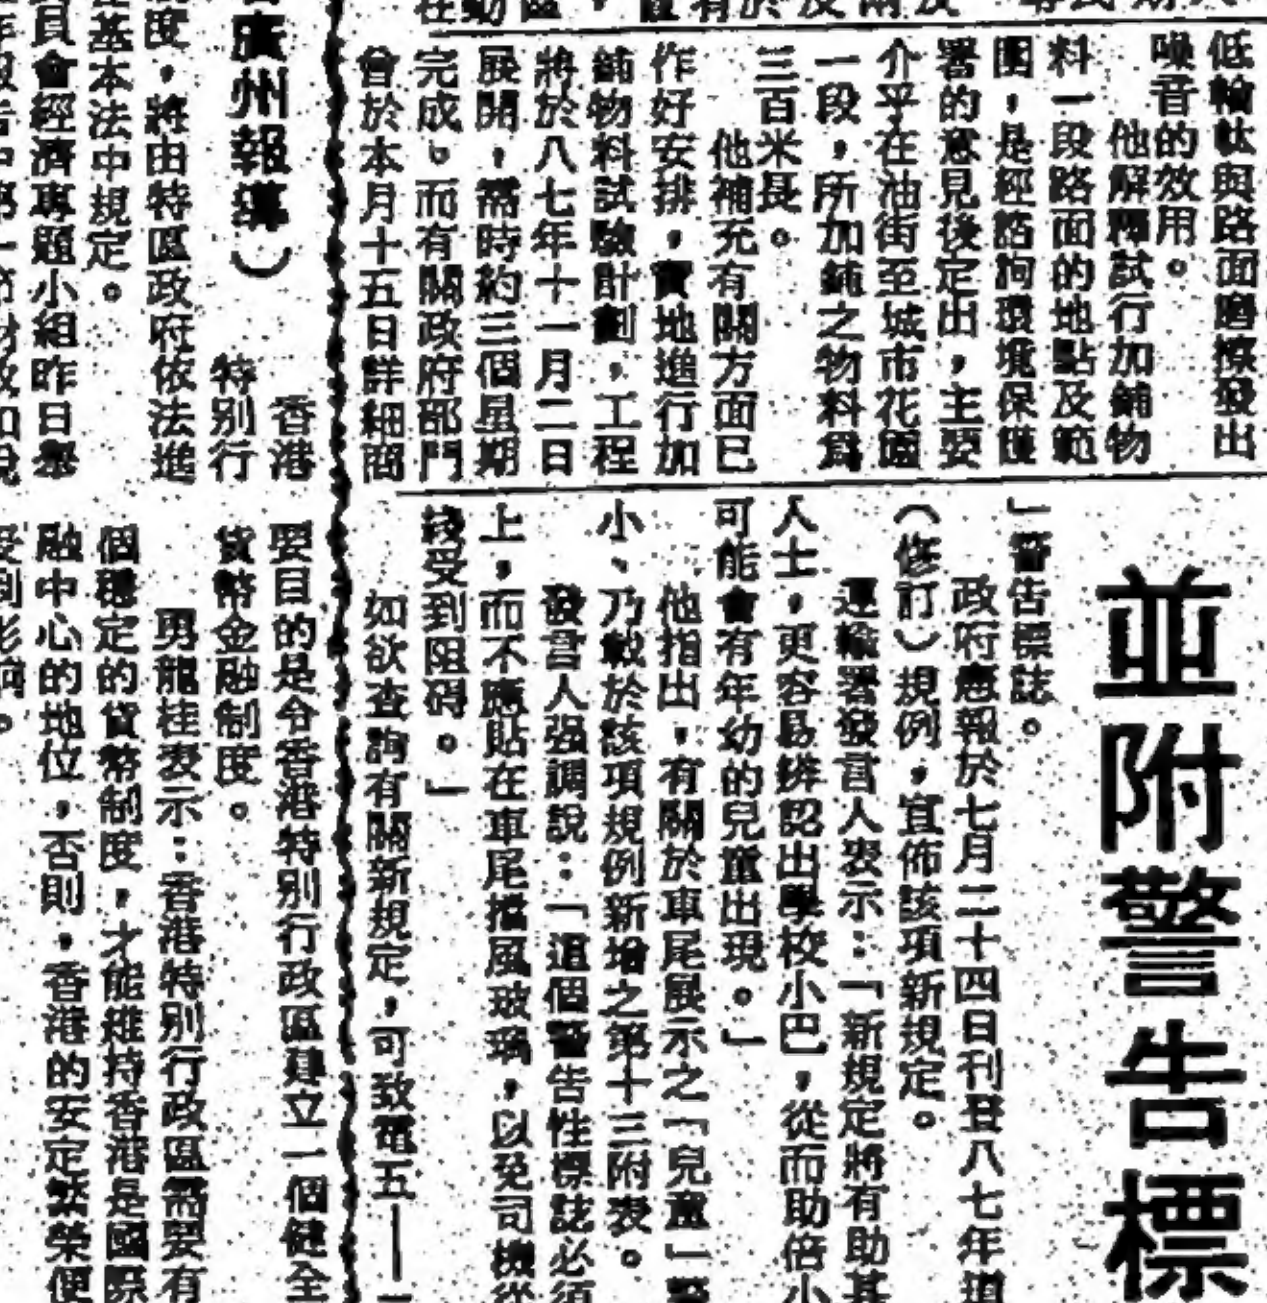 低輪軚與路面磨擦發出
噪音的效用。
他解釋試行加鋪物
料一段路面的地點及範
圍，是經諮詢環境保護
署的意見後定出，主要
介乎在油街至城市花園
一段，所加鋪之物料爲
三百米長。
他補充有關方面已
作好安排，實地進行加
鋪物料試驗計劃，工程
將於八七年十一月二日
展開，需時約三個星期
完成。而有關政府部門
曾於本月十五日詳細商
並附警告標
」警告標誌。
政府憲報於七月二十四日刊登八七年道
（修訂）規例，宣佈該項新規定。
運輸署發言人表示：「新規定將有助其
人士，更容易辨認出學校小巴，從而助倍小
可能會有年幼的兒童出現。」
他指出，有關於車尾展示之「兒童」警
小、乃載於該項規例新增之第十三附表。
發言人强調說：「這個警告性標誌必須
上，而不應貼在車尾擋風玻璃，以免司機從
綫受到阻碍。」
如欲查詢有關新規定，可致電五——
廣州報導）
香港
特別行
度，將由特區政府依法進
基本法中規定。
員會經濟專題小組昨日舉
要目的是令香港特別行政區建立一個健全
貨幣金融制度。
勇龍桂表示：香港特別行政區需要有
個穩定的貨幣制度，才能維持香港是國際
融中心的地位，否則，香港的安定繁榮便
受到影响。